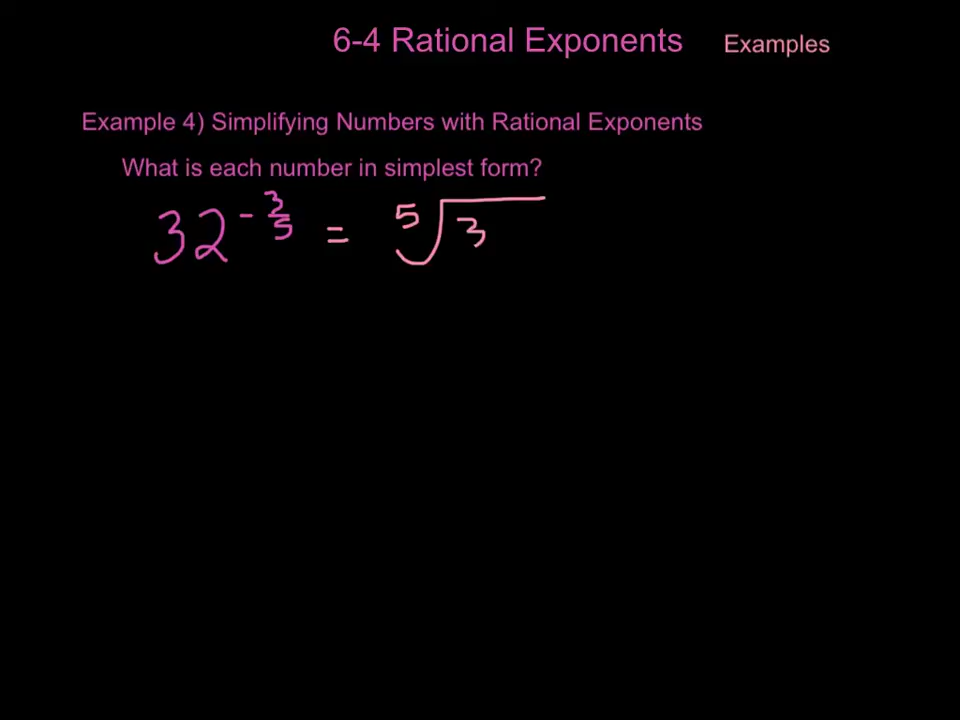 6-4 Rational Exponents Examples
Example 4) Simplifying Numbers with Rational Exponents
What is each number in simplest form?
32^{-3/5} = ⁵√3